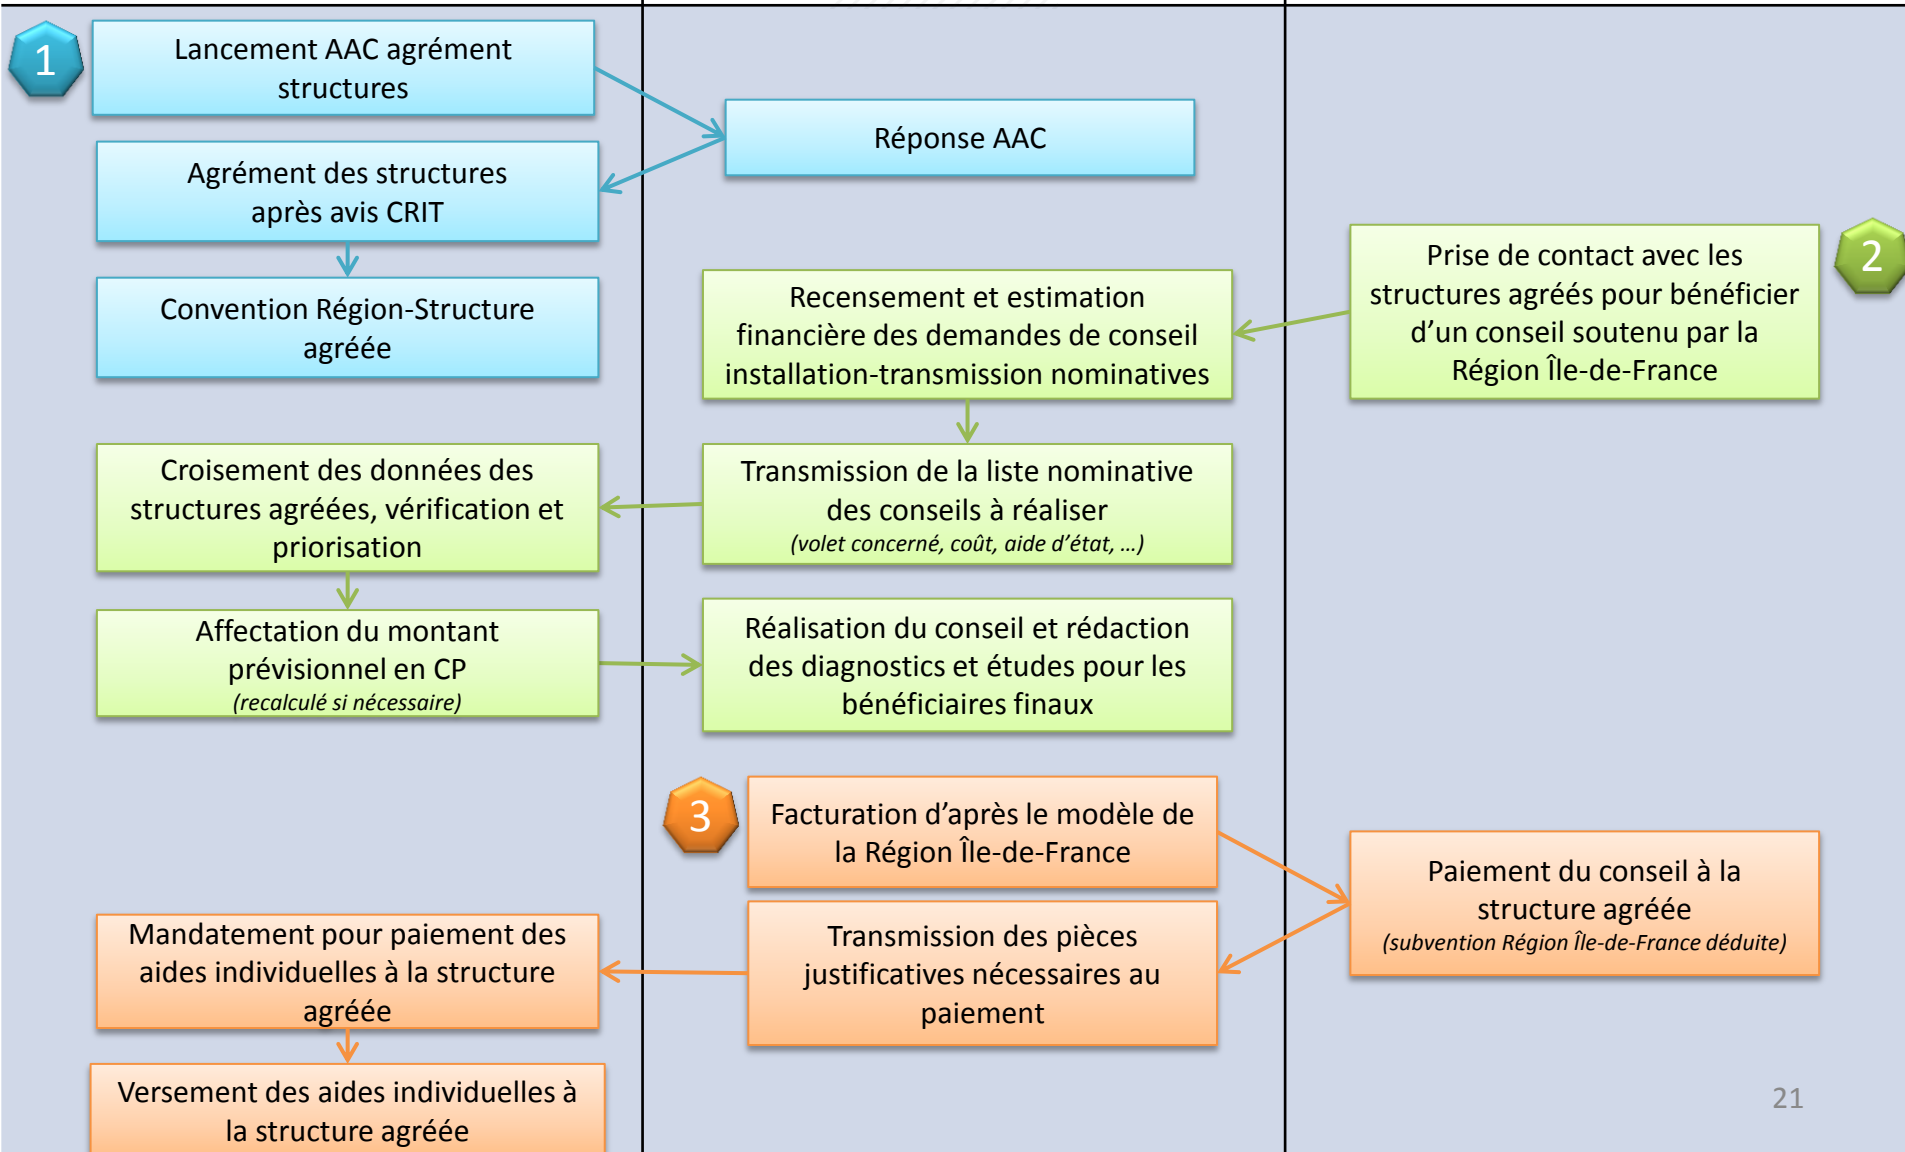 1
Lancement AAC agrément
structures
Réponse AAC
Agrément des structures
après avis CRIT
Convention Région-Structure
agréée
2
Prise de contact avec les
structures agréés pour bénéficier
d’un conseil soutenu par la
Région Île-de-France
Recensement et estimation
financière des demandes de conseil
installation-transmission nominatives
Transmission de la liste nominative
des conseils à réaliser
(volet concerné, coût, aide d’état, …)
Croisement des données des
structures agréées, vérification et
priorisation
Affectation du montant
prévisionnel en CP
(recalculé si nécessaire)
Réalisation du conseil et rédaction
des diagnostics et études pour les
bénéficiaires finaux
3
Facturation d’après le modèle de
la Région Île-de-France
Paiement du conseil à la
structure agréée
(subvention Région Île-de-France déduite)
Transmission des pièces
justificatives nécessaires au
paiement
Mandatement pour paiement des
aides individuelles à la structure
agréée
Versement des aides individuelles à
la structure agréée
21